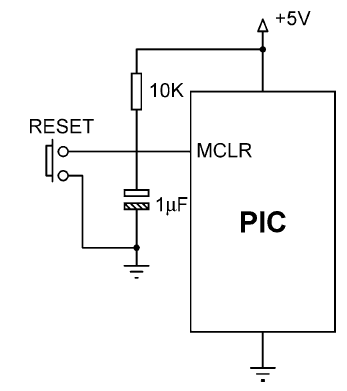 +5V
10K
RESET
MCLR
1µF
PIC